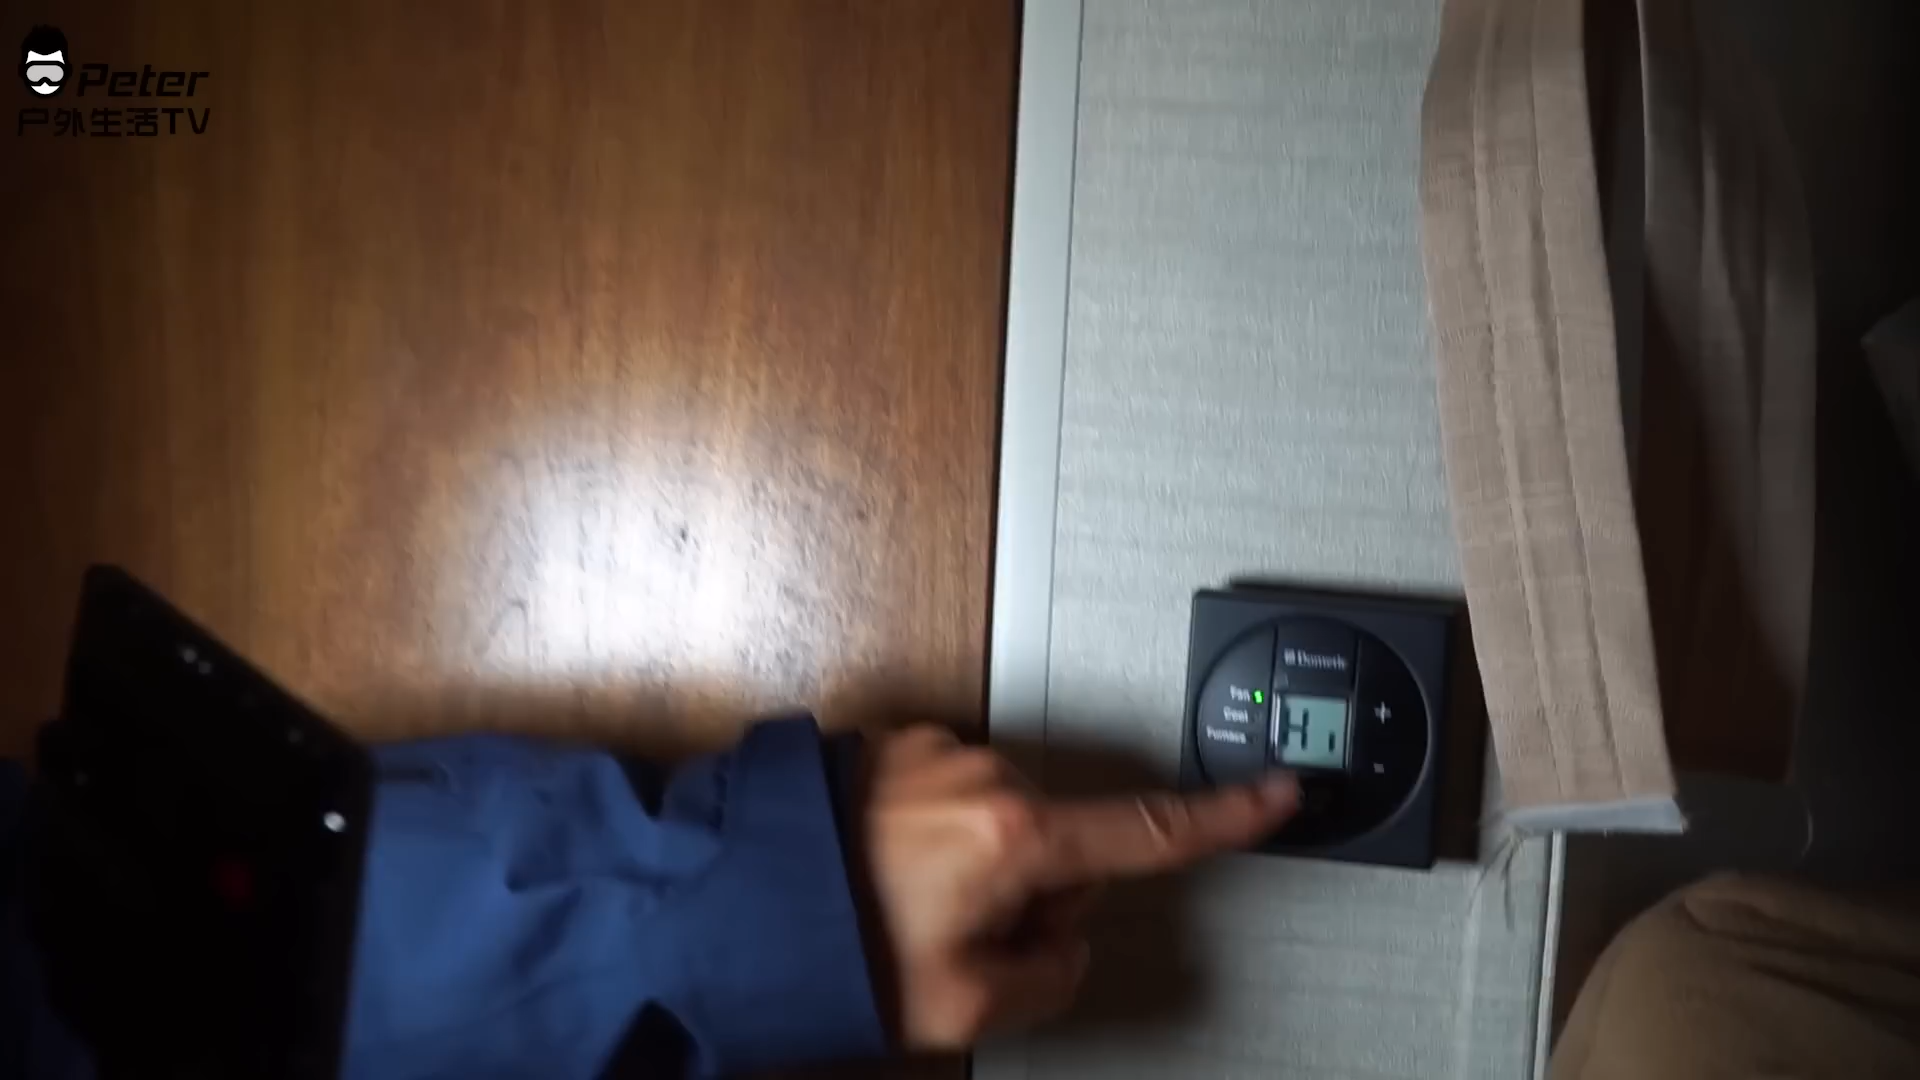 Peter
户外生活TV
Dometic
Fan
Cool
Furnace
Hi
+
-